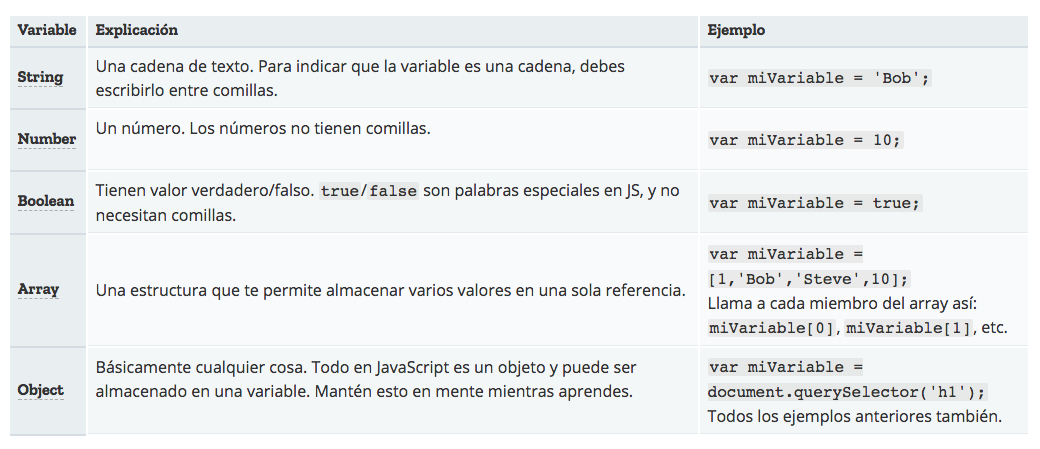 Variable Explicación Ejemplo
String
Una cadena de texto. Para indicar que la variable es una cadena, debes
escribirlo entre comillas.
var miVariable = 'Bob';
Number
Un número. Los números no tienen comillas.
var miVariable = 10;
Boolean
Tienen valor verdadero/falso. true/false son palabras especiales en JS, y no
necesitan comillas.
var miVariable = true;
Array
Una estructura que te permite almacenar varios valores en una sola referencia.
var miVariable =
[1,'Bob','Steve',10];
Llama a cada miembro del array así:
miVariable[0], miVariable[1], etc.
Object
Básicamente cualquier cosa. Todo en JavaScript es un objeto y puede ser
almacenado en una variable. Mantén esto en mente mientras aprendes.
var miVariable =
document.querySelector('h1');
Todos los ejemplos anteriores también.